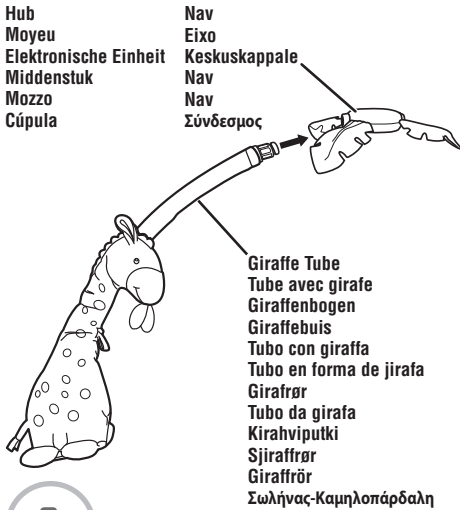 Hub
Moyeu
Elektronische Einheit
Middenstuk
Mozzo
Cúpula
Nav
Eixo
Keskuskappale
Nav
Nav
Σύνδεσμος
Giraffe Tube
Tube avec girafe
Giraffenbogen
Giraffebuis
Tubo con giraffa
Tubo en forma de jirafa
Girafrør
Tubo da girafa
Kirahviputki
Sjiraffrør
Giraffrör
Σωλήνας-Καμηλοπάρδαλη